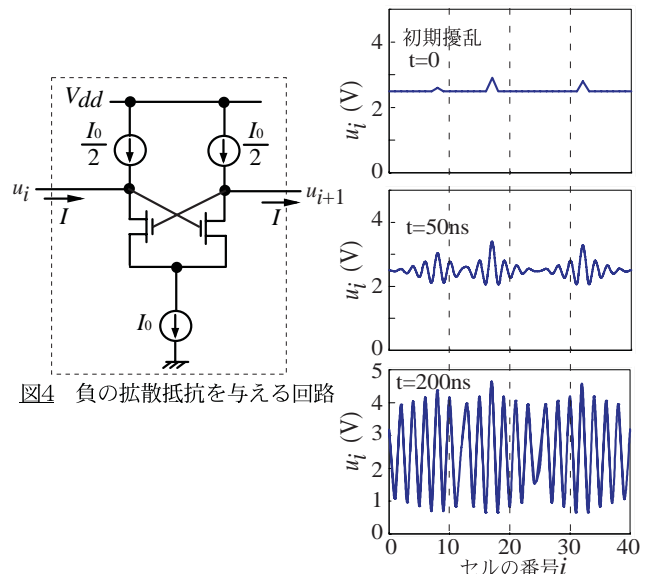 Vdd
I0
2
I0
2
ui
I
I
ui+1
I0
図4 負の拡散抵抗を与える回路
初期擾乱
t=0
ui (V)
4
2
0
t=50ns
ui (V)
4
2
0
t=200ns
ui (V)
5
4
3
2
1
0
0 10 20 30 40
セルの番号i